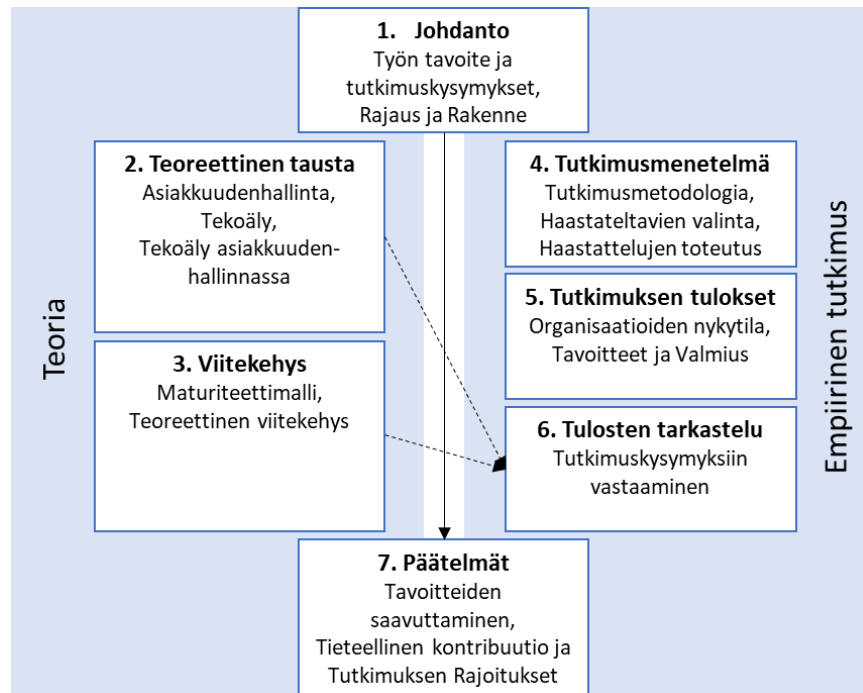 1. Johdanto
Työn tavoite ja
tutkimuskysymykset,
Rajaus ja Rakenne
Teoria
2. Teoreettinen tausta
Asiakkuudenhallinta,
Tekoäly,
Tekoäly asiakkuuden-
hallinnassa
3. Viitekehys
Maturiteettimalli,
Teoreettinen viitekehys
4. Tutkimusmenetelmä
Tutkimusmetodologia,
Haastateltavien valinta,
Haastattelujen toteutus
5. Tutkimuksen tulokset
Organisaatioiden nykytila,
Tavoitteet ja Valmius
6. Tulosten tarkastelu
Tutkimuskysymyksiin
vastaaminen
Empiirinen tutkimus
7. Päätelmät
Tavoitteiden
saavuttaminen,
Tieteellinen kontribuutio ja
Tutkimuksen Rajoitukset